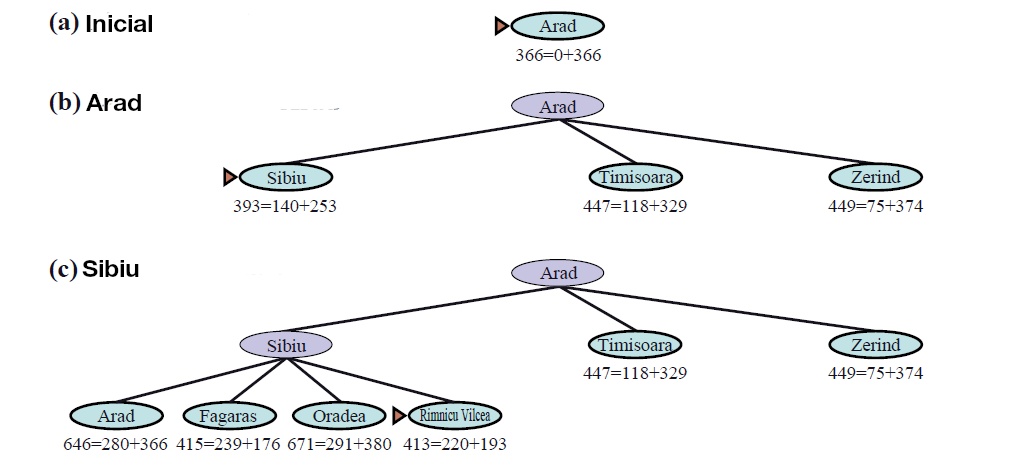 (a) Inicial
Arad
366=0+366
(b) Arad
Arad
Sibiu Timisoara Zerind
393=140+253 447=118+329 449=75+374
(c) Sibiu
Arad
Sibiu Timisoara Zerind
447=118+329 449=75+374
Arad Fagaras Oradea Rimnicu Vilcea
646=280+366 415=239+176 671=291+380 413=220+193